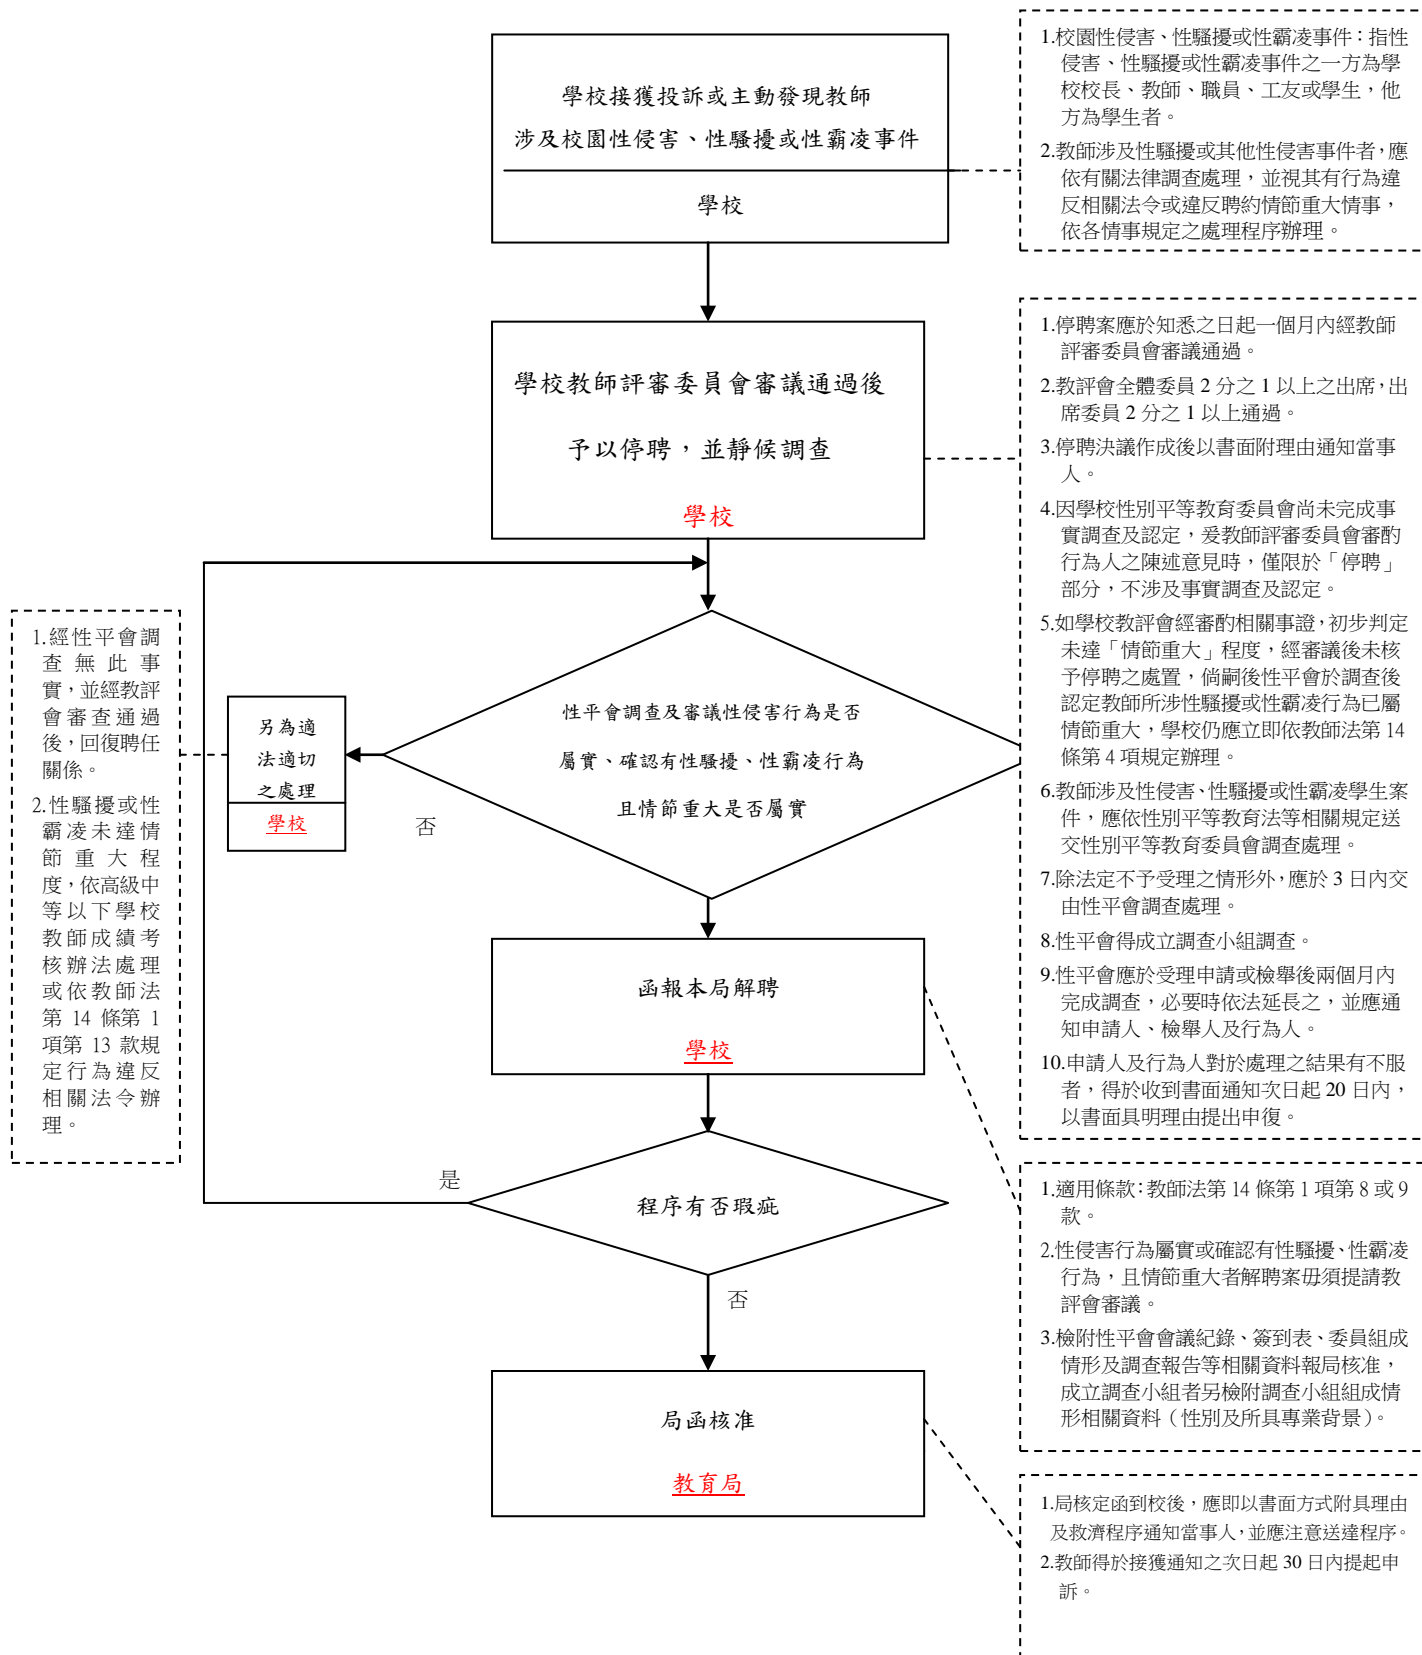 學校接獲投訴或主動發現教師
涉及校園性侵害、性騷擾或性霸凌事件
學校
1.校園性侵害、性騷擾或性霸凌事件：指性
侵害、性騷擾或性霸凌事件之一方為學
校校長、教師、職員、工友或學生，他
方為學生者。
2.教師涉及性騷擾或其他性侵害事件者，應
依有關法律調查處理，並視其有行為違
反相關法令或違反聘約情節重大情事，
依各情事規定之處理程序辦理。
學校教師評審委員會審議通過後
予以停聘，並靜候調查
學校
1.停聘案應於知悉之日起一個月內經教師
評審委員會審議通過。
2.教評會全體委員 2 分之 1 以上之出席，出
席委員 2 分之 1 以上通過。
3.停聘決議作成後以書面附理由通知當事
人。
4.因學校性別平等教育委員會尚未完成事
實調查及認定，爰教師評審委員會審酌
行為人之陳述意見時，僅限於「停聘」
部分，不涉及事實調查及認定。
5.如學校教評會經審酌相關事證，初步判定
未達「情節重大」程度，經審議後未核
予停聘之處置，倘嗣後性平會於調查後
認定教師所涉性騷擾或性霸凌行為已屬
情節重大，學校仍應立即依教師法第 14
條第 4 項規定辦理。
6.教師涉及性侵害、性騷擾或性霸凌學生案
件，應依性別平等教育法等相關規定送
交性別平等教育委員會調查處理。
7.除法定不予受理之情形外，應於 3 日內交
由性平會調查處理。
8.性平會得成立調查小組調查。
9.性平會應於受理申請或檢舉後兩個月內
完成調查，必要時依法延長之，並應通
知申請人、檢舉人及行為人。
10.申請人及行為人對於處理之結果有不服
者，得於收到書面通知次日起 20 日內，
以書面具明理由提出申復。
性平會調查及審議性侵害行為是否
屬實、確認有性騷擾、性霸凌行為
且情節重大是否屬實
否
另為適
法適切
之處理
學校
1.經性平會調
查無此事
實，並經教評
會審查通過
後，回復聘任
關係。
2.性騷擾或性
霸凌未達情
節重大程
度，依高級中
等以下學校
教師成績考
核辦法處理
或依教師法
第 14 條第 1
項第 13 款規
定行為違反
相關法令辦
理。
函報本局解聘
學校
1.適用條款：教師法第 14 條第 1 項第 8 或 9
款。
2.性侵害行為屬實或確認有性騷擾、性霸凌
行為，且情節重大者解聘案毋須提請教
評會審議。
3.檢附性平會會議紀錄、簽到表、委員組成
情形及調查報告等相關資料報局核准，
成立調查小組者另檢附調查小組組成情
形相關資料（性別及所具專業背景）。
程序有否瑕疵
是
否
局函核准
教育局
1.局核定函到校後，應即以書面方式附具理由
及救濟程序通知當事人，並應注意送達程序。
2.教師得於接獲通知之次日起 30 日內提起申
訴。